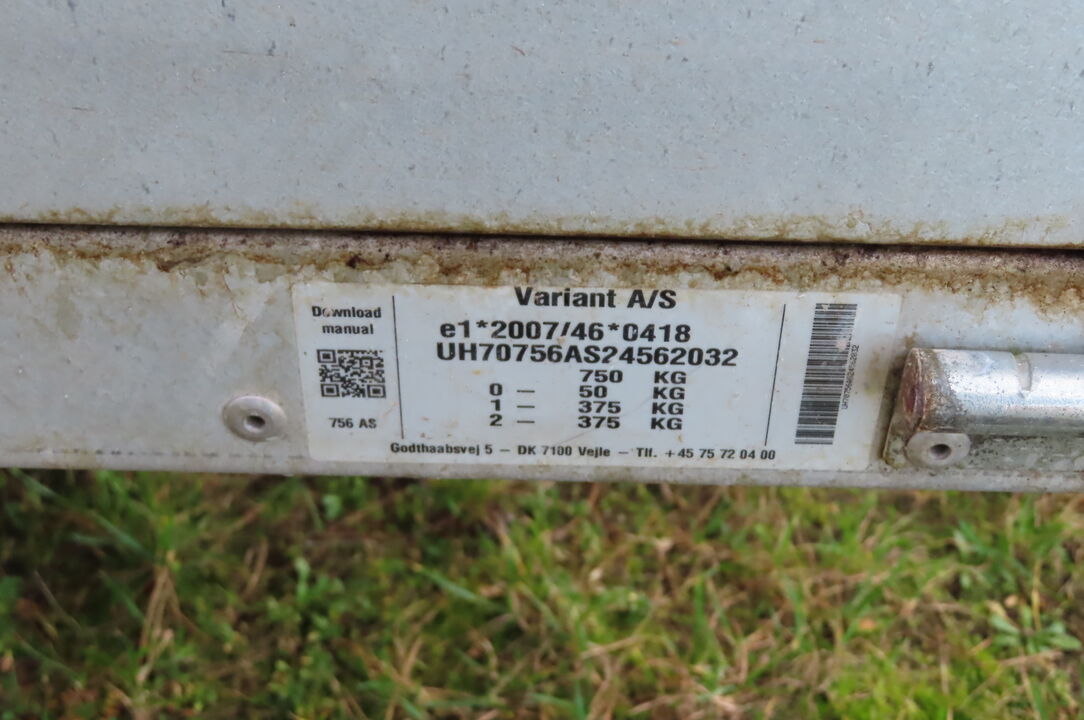 Variant A/S
Download
manual
e1*2007/46*0418
UH70756AS24562032
750 KG
0 – 50 KG
1 – 375 KG
2 – 375 KG
756 AS
Godthaabsvej 5 – DK 7100 Vejle – Tlf. +45 75 72 04 00
UH70756AS24562032